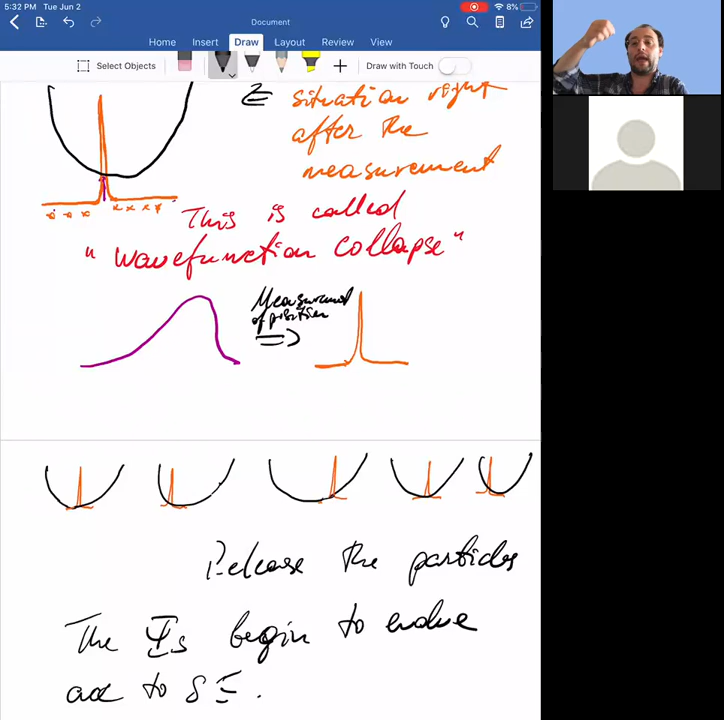 5:32 PM Tue Jun 2
8%
Document
Home Insert Draw Layout Review View
Select Objects
Draw with Touch
situation right
after the
measurement
This is called
"wavefunction collapse"
Measurement
of position
Release the particles
The Ψs begin to evolve
acc to SE.